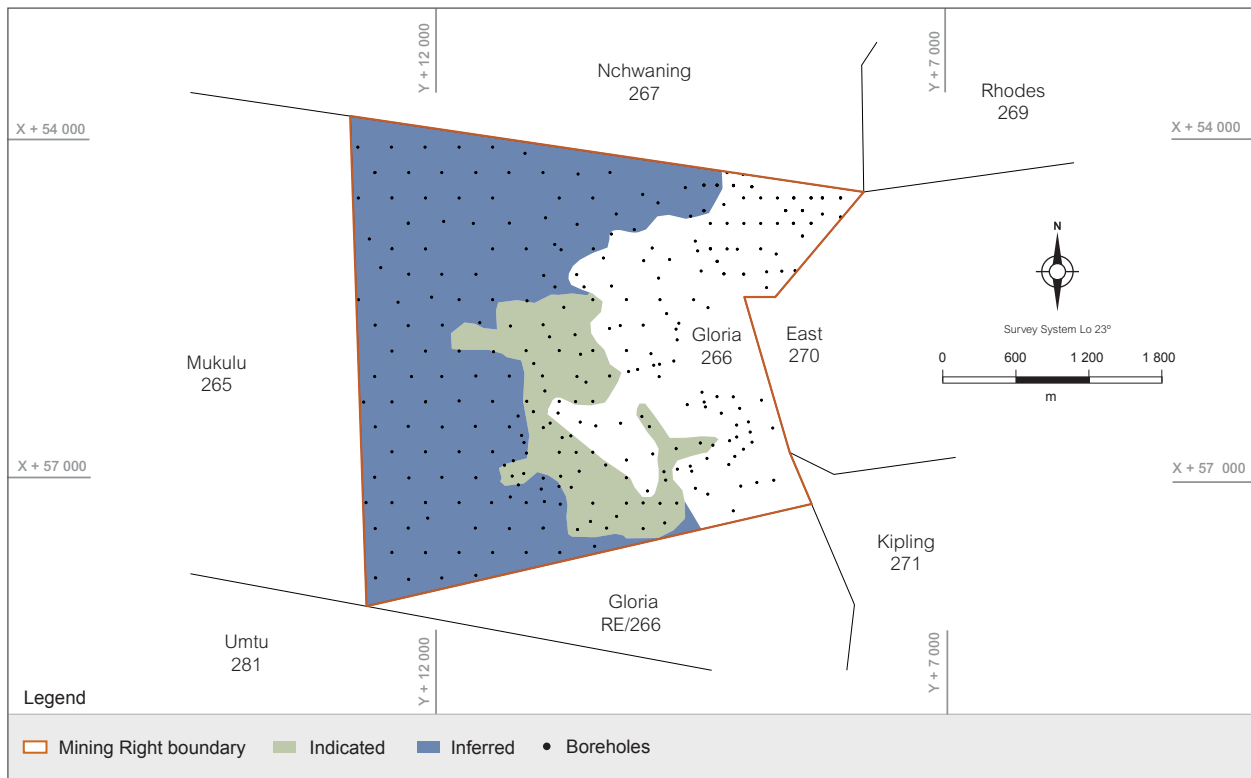 Y + 12 000
Y + 7 000
Nchwaning
267
Rhodes
269
X + 54 000
X + 54 000
N
Survey System Lo 23º
0 600 1 200 1 800
m
Gloria
266
East
270
Mukulu
265
X + 57 000
X + 57  000
Kipling
271
Gloria
RE/266
Umtu
281
Y + 12 000
Y + 7 000
Legend
Mining Right boundary Indicated Inferred Boreholes